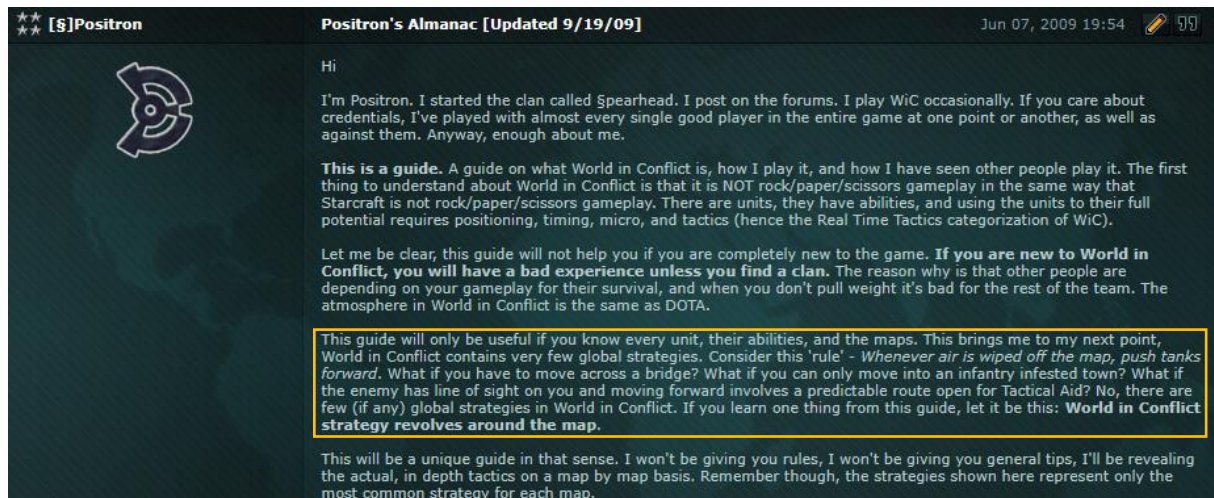 [§]Positron
Positron's Almanac [Updated 9/19/09]
Jun 07, 2009 19:54
Hi
I'm Positron. I started the clan called §pearhead. I post on the forums. I play WiC occasionally. If you care about
credentials, I've played with almost every single good player in the entire game at one point or another, as well as
against them. Anyway, enough about me.
This is a guide. A guide on what World in Conflict is, how I play it, and how I have seen other people play it. The first
thing to understand about World in Conflict is that it is NOT rock/paper/scissors gameplay in the same way that
Starcraft is not rock/paper/scissors gameplay. There are units, they have abilities, and using the units to their full
potential requires positioning, timing, micro, and tactics (hence the Real Time Tactics categorization of WiC).
Let me be clear, this guide will not help you if you are completely new to the game. If you are new to World in
Conflict, you will have a bad experience unless you find a clan. The reason why is that other people are
depending on your gameplay for their survival, and when you don't pull weight it's bad for the rest of the team. The
atmosphere in World in Conflict is the same as DOTA.
This guide will only be useful if you know every unit, their abilities, and the maps. This brings me to my next point,
World in Conflict contains very few global strategies. Consider this 'rule' - Whenever air is wiped off the map, push tanks
forward. What if you have to move across a bridge? What if you can only move into an infantry infested town? What if
the enemy has line of sight on you and moving forward involves a predictable route open for Tactical Aid? No, there are
few (if any) global strategies in World in Conflict. If you learn one thing from this guide, let it be this: World in Conflict
strategy revolves around the map.
This will be a unique guide in that sense. I won't be giving you rules, I won't be giving you general tips, I'll be revealing
the actual, in depth tactics on a map by map basis. Remember though, the strategies shown here represent only the
most common strategy for each map.